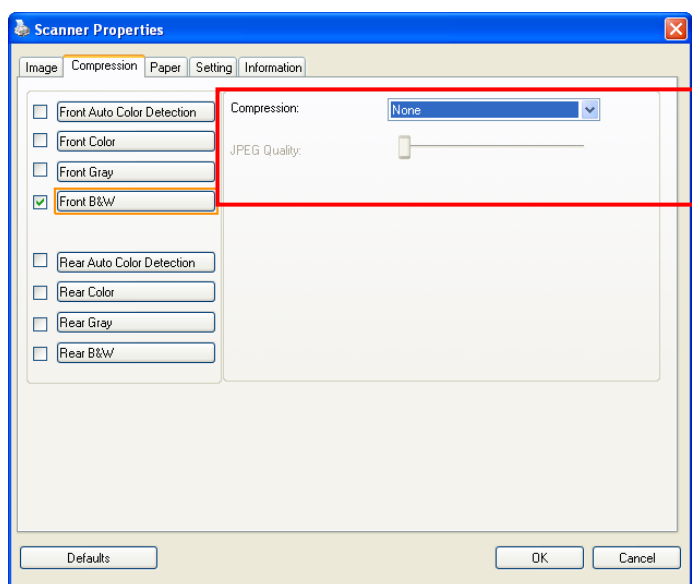 Scanner Properties
Image Compression Paper Setting Information
Front Auto Color Detection
Front Color
Front Gray
Front B&W
Rear Auto Color Detection
Rear Color
Rear Gray
Rear B&W
Compression: None
JPEG Quality:
Defaults OK Cancel